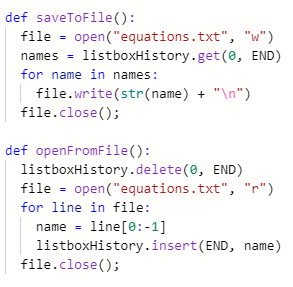 def saveToFile():
  file = open("equations.txt", "w")
  names = listboxHistory.get(0, END)
  for name in names:
    file.write(str(name) + "\n")
  file.close();

def openFromFile():
  listboxHistory.delete(0, END)
  file = open("equations.txt", "r")
  for line in file:
    name = line[0:-1]
    listboxHistory.insert(END, name)
  file.close();